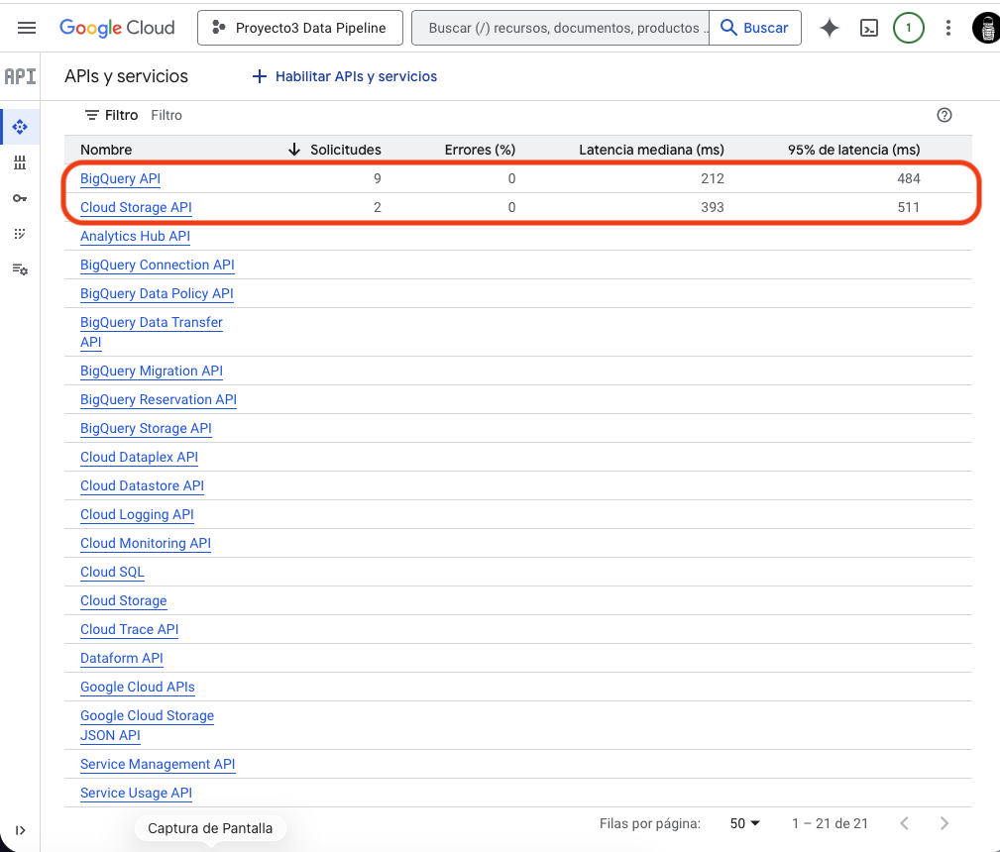 Google Cloud
Proyecto3 Data Pipeline
Buscar (/) recursos, documentos, productos ..
Buscar
1
API
APIs y servicios
+ Habilitar APIs y servicios
Filtro Filtro
Nombre Solicitudes Errores (%) Latencia mediana (ms) 95% de latencia (ms)
BigQuery API 9 0 212 484
Cloud Storage API 2 0 393 511
Analytics Hub API
BigQuery Connection API
BigQuery Data Policy API
BigQuery Data Transfer
API
BigQuery Migration API
BigQuery Reservation API
BigQuery Storage API
Cloud Dataplex API
Cloud Datastore API
Cloud Logging API
Cloud Monitoring API
Cloud SQL
Cloud Storage
Cloud Trace API
Dataform API
Google Cloud APIs
Google Cloud Storage
JSON API
Service Management API
Service Usage API
Captura de Pantalla
Filas por página: 50 1 – 21 de 21